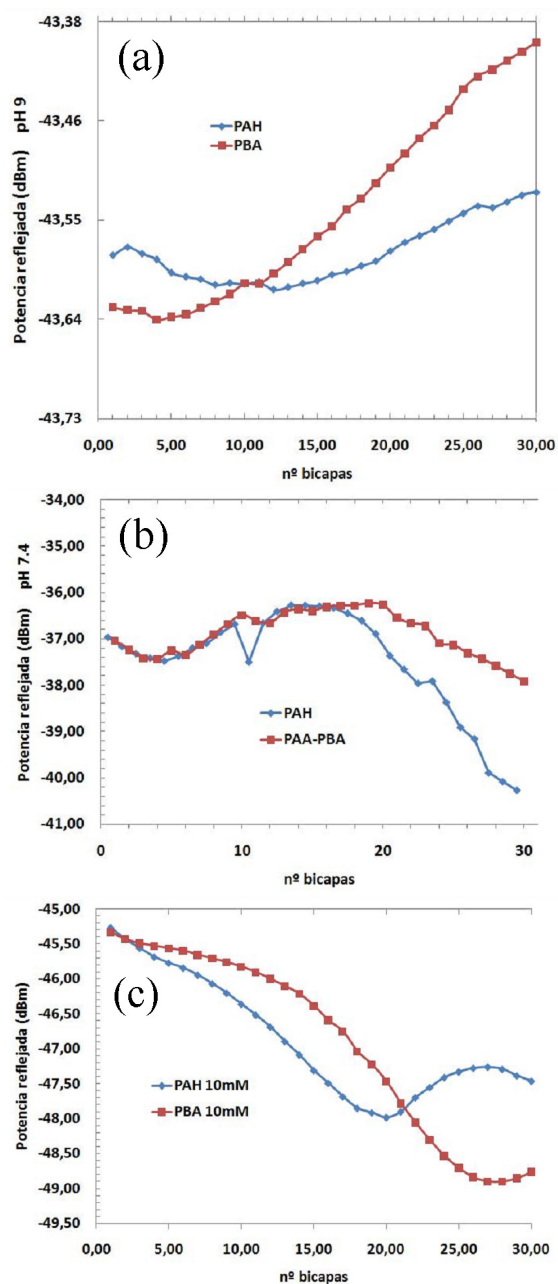 (a)
-43,38
-43,46
-43,55
-43,64
-43,73
Potencia reflejada (dBm) pH 9
PAH
PBA
0,00 5,00 10,00 15,00 20,00 25,00 30,00
nº bicapas
(b)
-34,00
-35,00
-36,00
-37,00
-38,00
-39,00
-40,00
-41,00
Potencia reflejada (dBm) pH 7.4
PAH
PAA-PBA
0 10 20 30
nº bicapas
(c)
-45,00
-45,50
-46,00
-46,50
-47,00
-47,50
-48,00
-48,50
-49,00
-49,50
Potencia reflejada (dBm)
PAH 10mM
PBA 10mM
0,00 5,00 10,00 15,00 20,00 25,00 30,00
nº bicapas